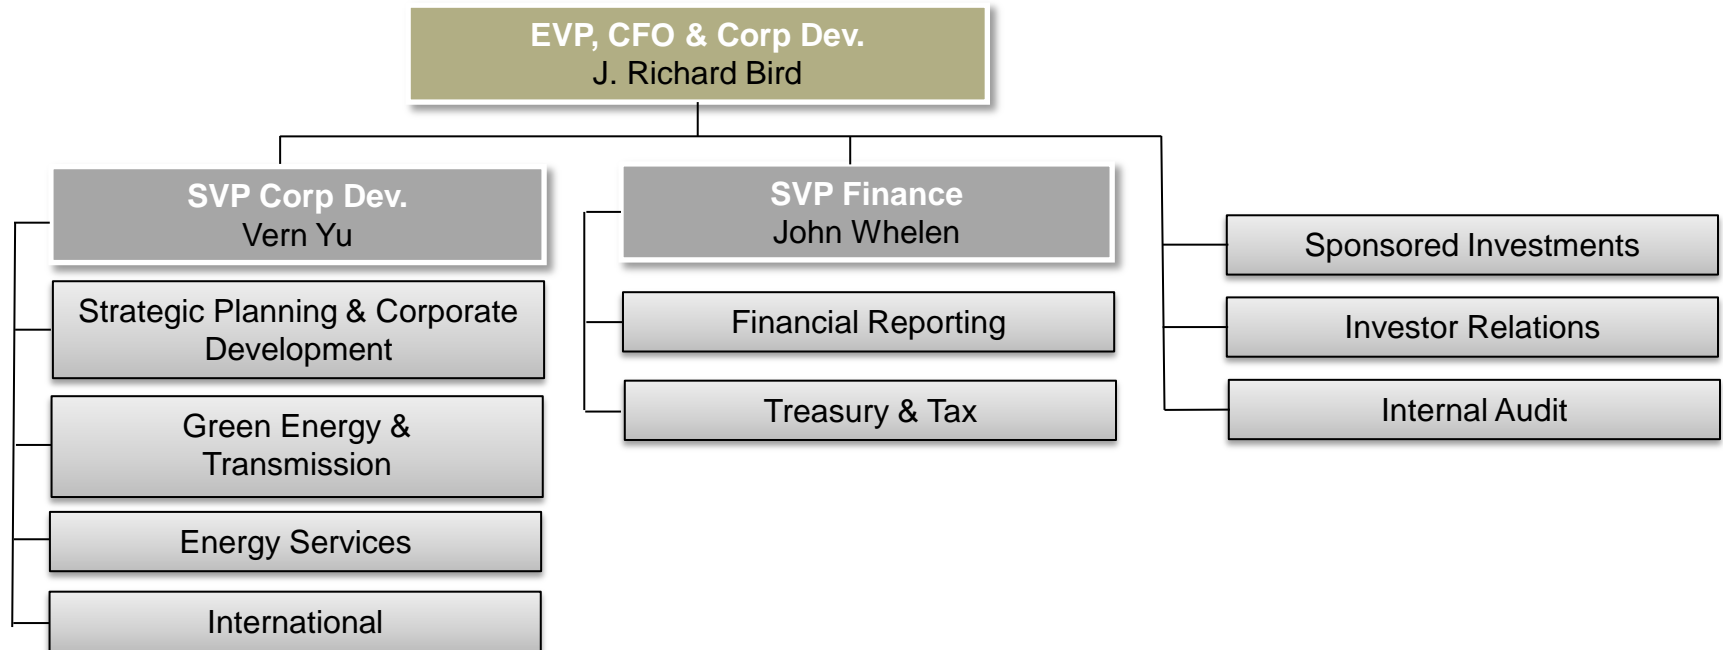 EVP, CFO & Corp Dev.
J. Richard Bird
SVP Corp Dev.
Vern Yu
Strategic Planning & Corporate
Development
Green Energy &
Transmission
Energy Services
International
SVP Finance
John Whelen
Financial Reporting
Treasury & Tax
Sponsored Investments
Investor Relations
Internal Audit